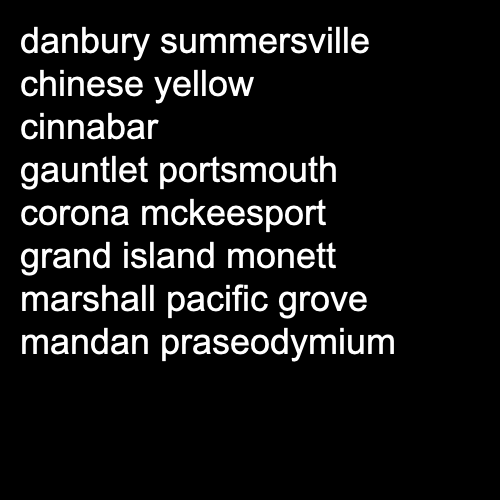 danbury summersville
chinese yellow
cinnabar
gauntlet portsmouth
corona mckeesport
grand island monett
marshall pacific grove
mandan praseodymium